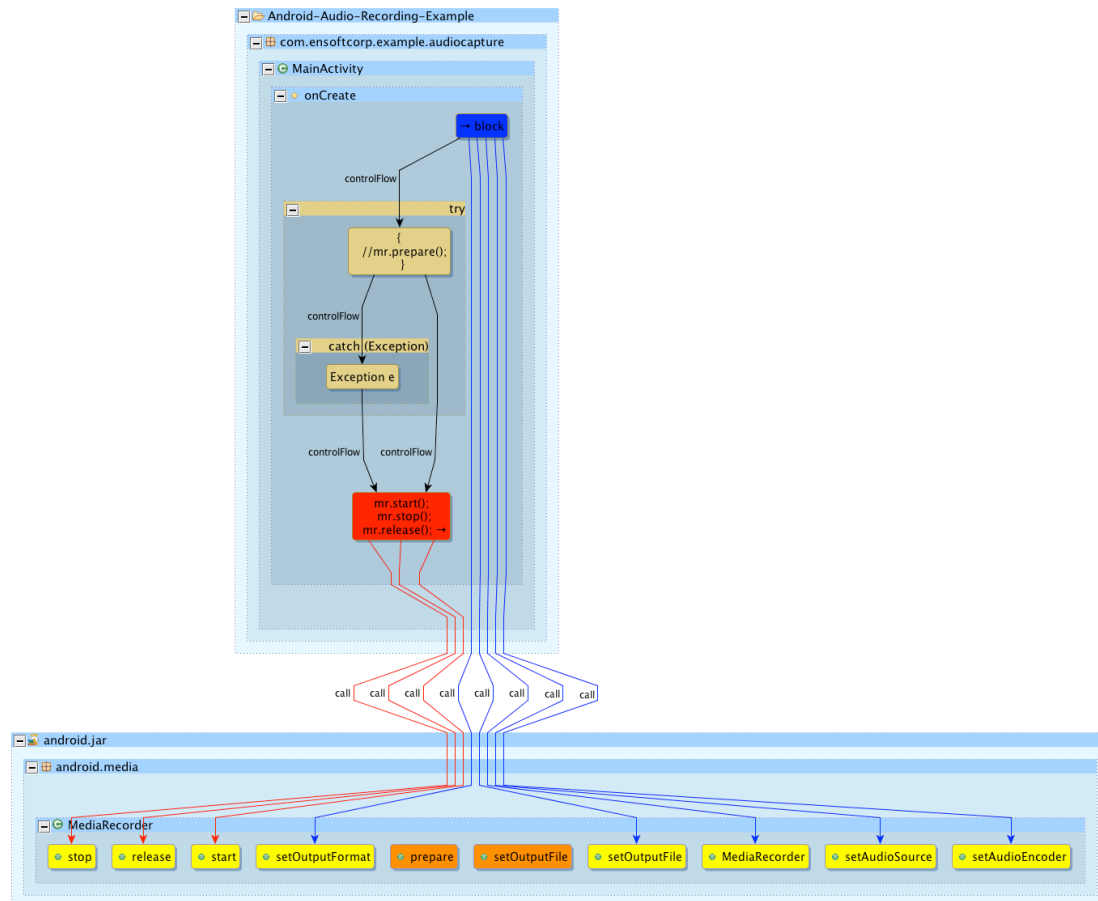 Android-Audio-Recording-Example
com.ensoftcorp.example.audiocapture
MainActivity
onCreate
→ block
controlFlow
try
{
//mr.prepare();
}
controlFlow
catch (Exception)
Exception e
controlFlow controlFlow
mr.start();
mr.stop();
mr.release(); →
call call call call call call call call
android.jar
android.media
MediaRecorder
stop release start setOutputFormat prepare setOutputFile setOutputFile MediaRecorder setAudioSource setAudioEncoder